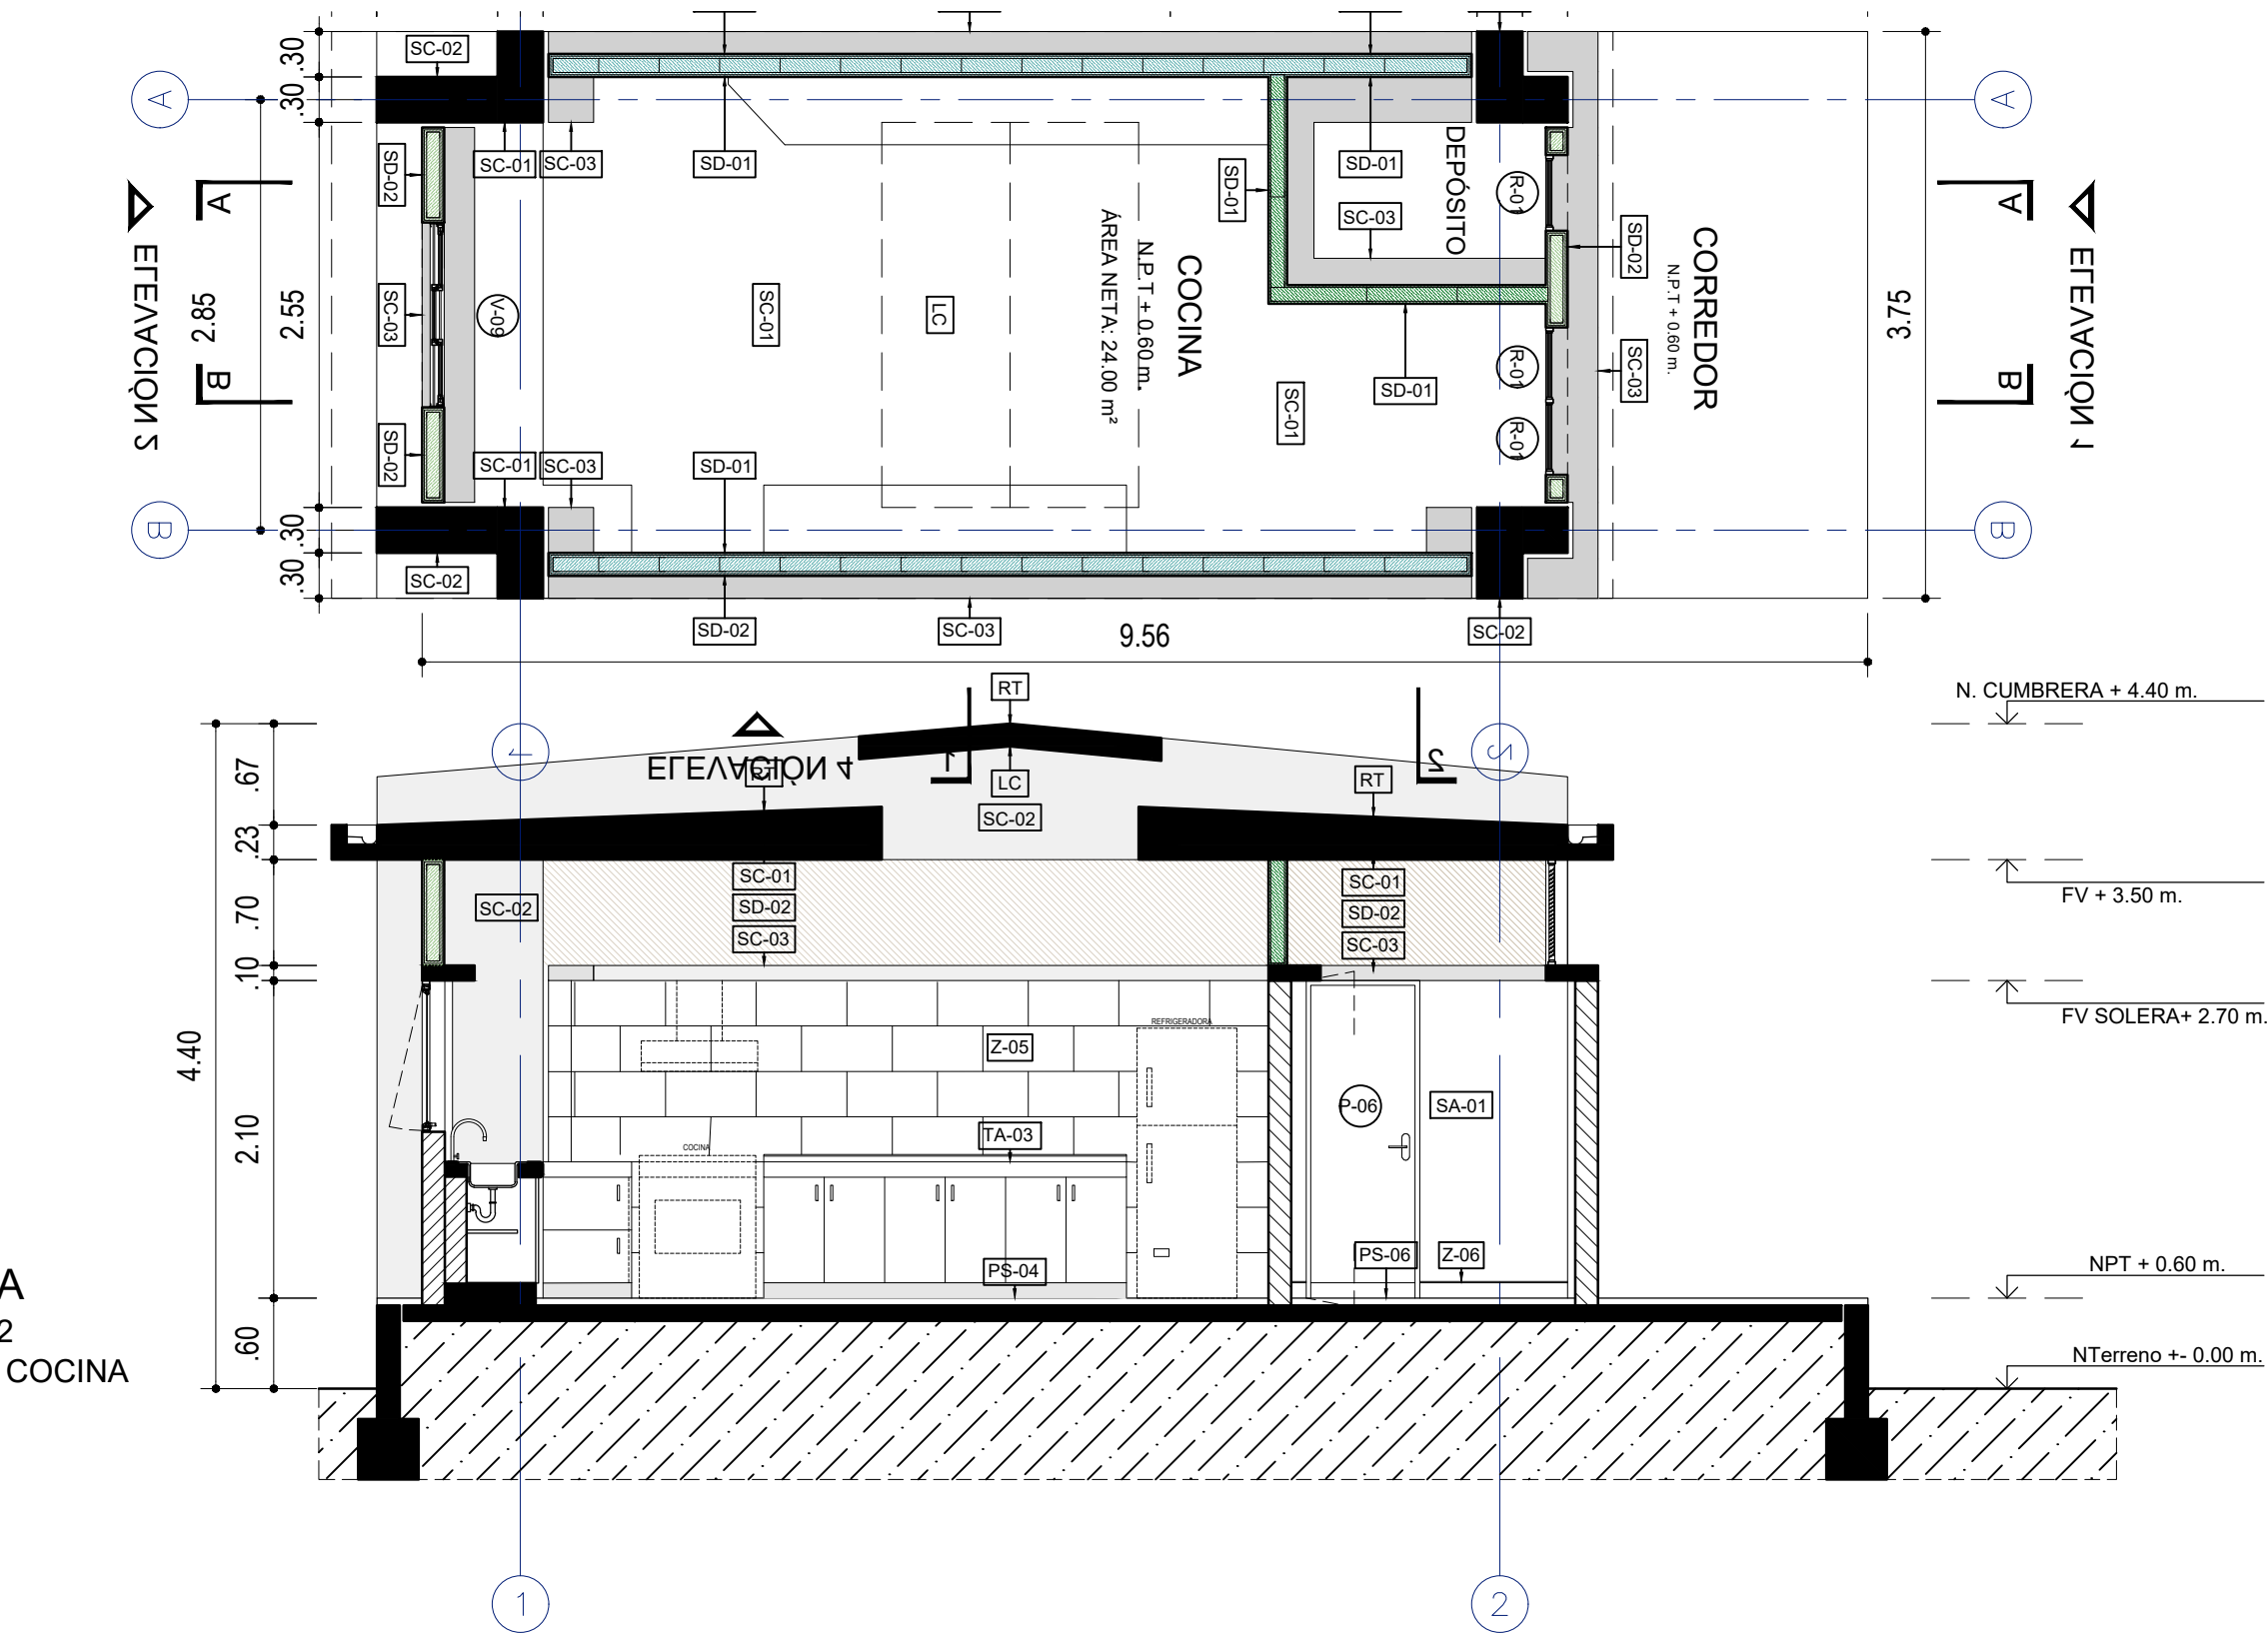 .30
.30
2.55
2.85
.30
.30
A
A
B
B
SC-02
SC-01
SC-03
SD-01
SD-01
SD-01
SD-02
SC-03
SD-02
V-09
SC-01
SC-03
SD-01
SC-01
LC
ÁREA NETA: 24.00 m²
N.P.T + 0.60 m.
COCINA
SC-01
SD-01
SC-03
DEPÓSITO
R-01
R-01
R-01
SD-02
SC-03
N.P.T + 0.60 m.
CORREDOR
3.75
A
A
B
B
ELEVACIÓN 1
ELEVACIÓN 2
SC-02
SD-02
SC-03
SC-02
9.56
ELEVACIÓN 4
1
2
1
2
RT
LC
SC-02
RT
RT
N. CUMBRERA + 4.40 m.
FV + 3.50 m.
FV SOLERA+ 2.70 m.
NPT + 0.60 m.
NTerreno +- 0.00 m.
.67
.23
.70
.10
2.10
.60
4.40
SC-02
SC-01
SD-02
SC-03
SC-01
SD-02
SC-03
REFRIGERADORA
Z-05
P-06
SA-01
TA-03
COCINA
PS-04
PS-06
Z-06
A
2
COCINA
1
2